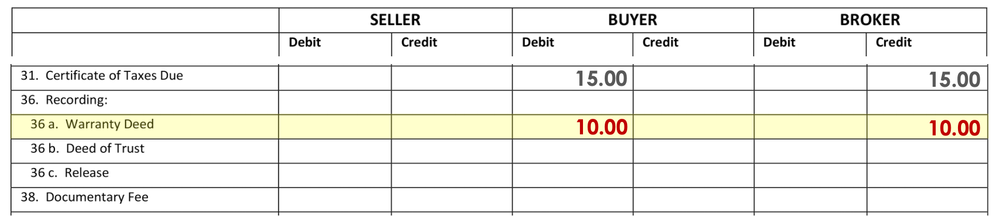 SELLER BUYER BROKER
Debit Credit Debit Credit Debit Credit
31. Certificate of Taxes Due 15.00 15.00
36. Recording:
36 a. Warranty Deed 10.00 10.00
36 b. Deed of Trust
36 c. Release
38. Documentary Fee